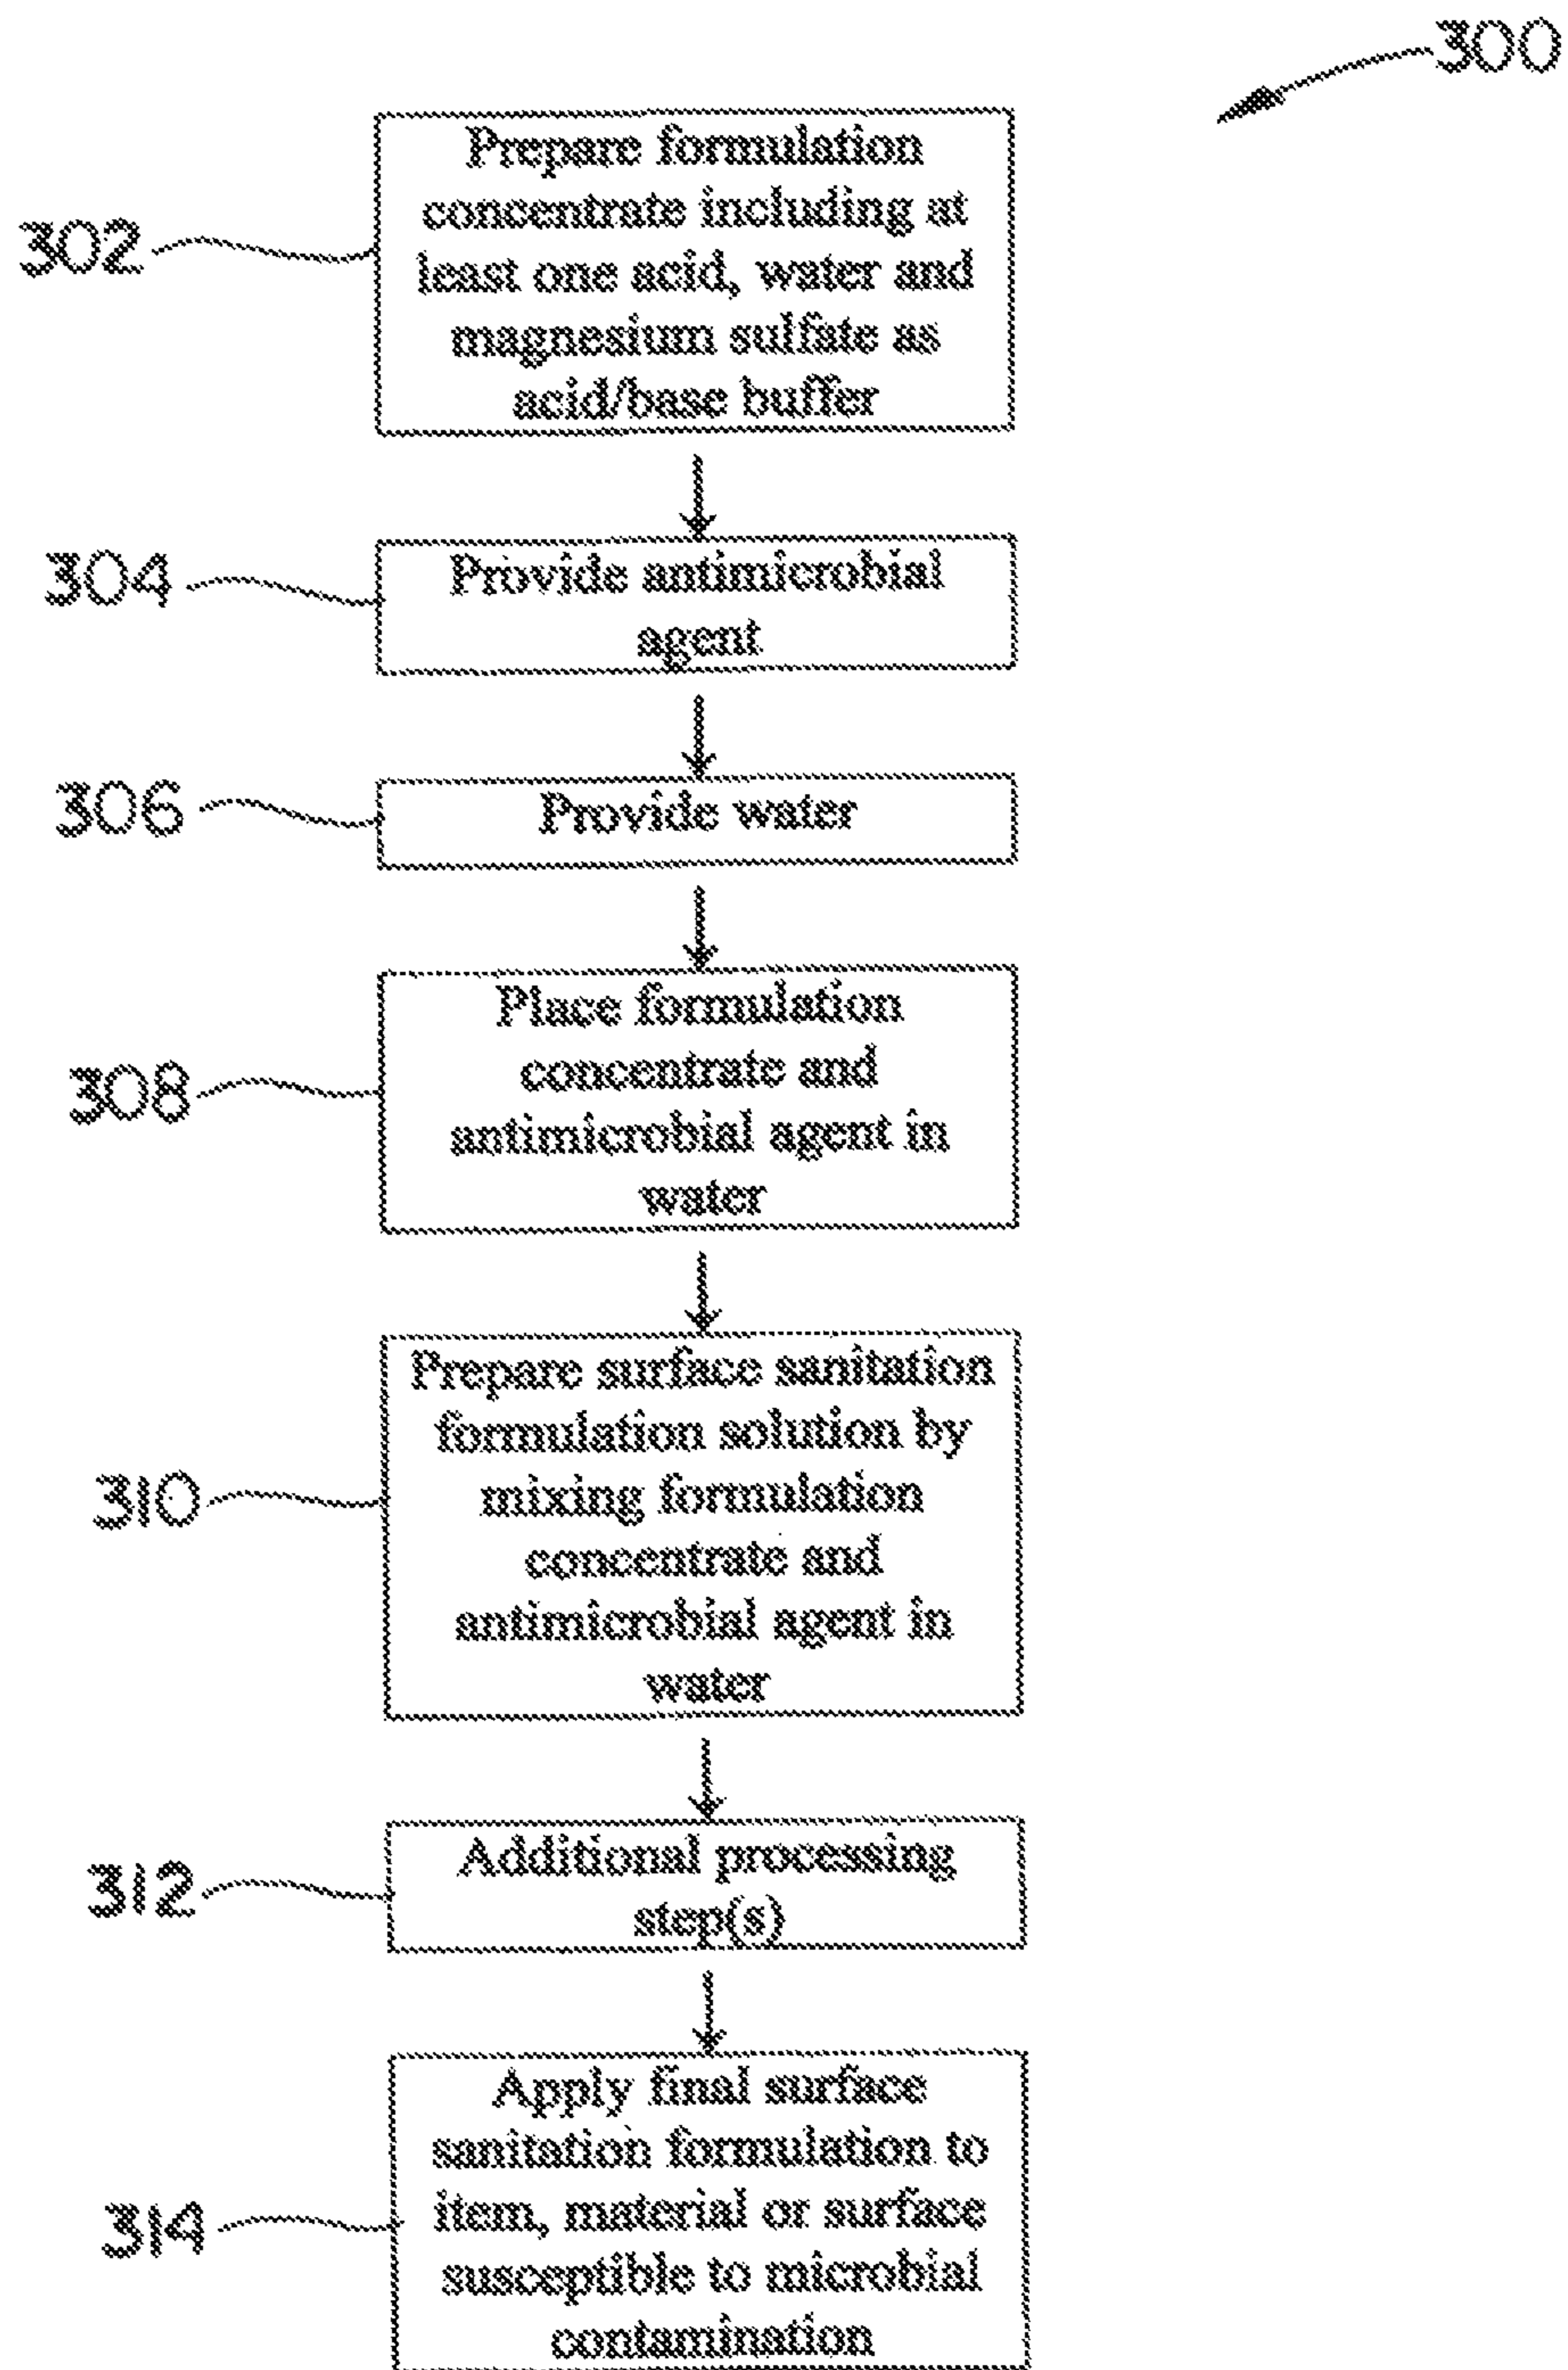 300
302
Prepare formulation
concentrate including at
least one acid, water and
magnesium sulfate as
acid/base buffer
304
Provide antimicrobial
agent
306
Provide water
308
Place formulation
concentrate and
antimicrobial agent in
water
310
Prepare surface sanitation
formulation solution by
mixing formulation
concentrate and
antimicrobial agent in
water
312
Additional processing
step(s)
314
Apply final surface
sanitation formulation to
item, material or surface
susceptible to microbial
contamination